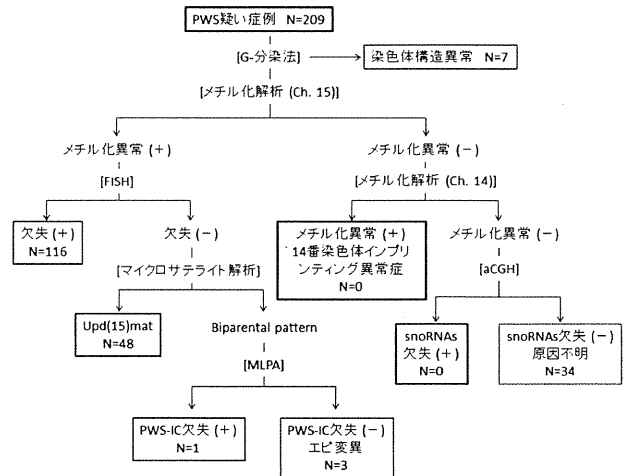 PWS疑い症例 N=209
[G-分染法]
染色体構造異常 N=7
[メチル化解析 (Ch. 15)]
メチル化異常 (+)
メチル化異常 (-)
[FISH]
[メチル化解析 (Ch. 14)]
欠失 (+)
N=116
欠失 (-)
メチル化異常 (+)
14番染色体インプリ
ンティング異常症
N=0
メチル化異常 (-)
[マイクロサテライト解析]
[aCGH]
Upd(15)mat
N=48
Biparental pattern
snoRNAs
欠失 (+)
N=0
snoRNAs欠失 (-)
原因不明
N=34
[MLPA]
PWS-IC欠失 (+)
N=1
PWS-IC欠失 (-)
エピ変異
N=3